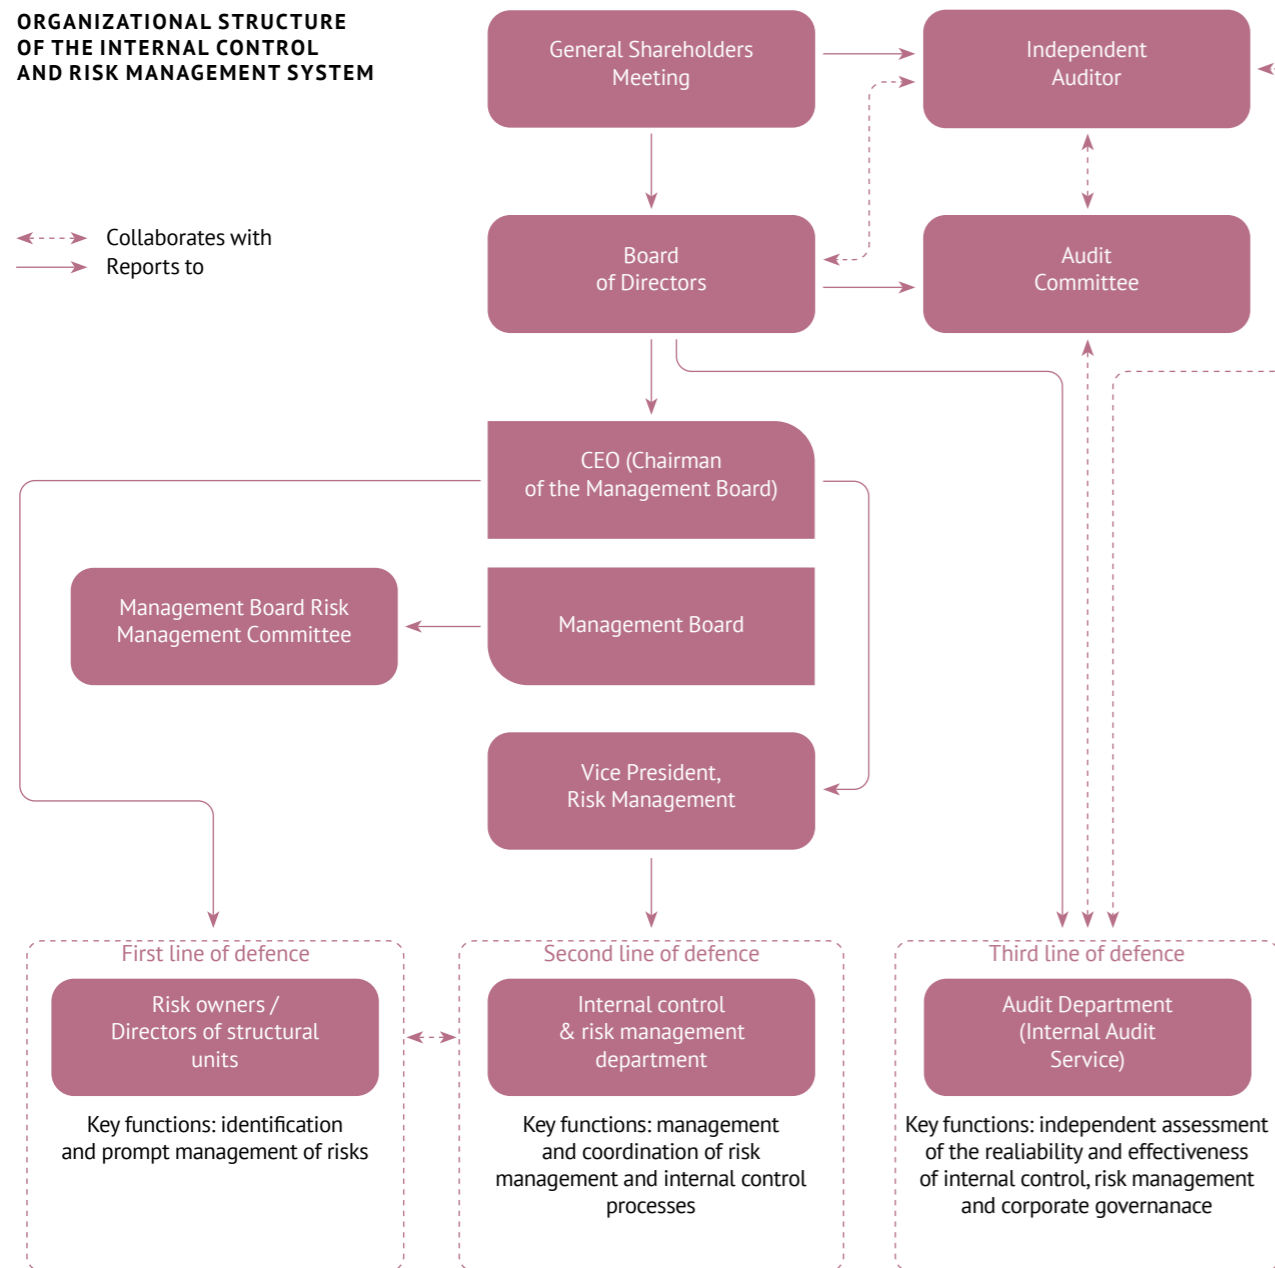 ORGANIZATIONAL STRUCTURE
OF THE INTERNAL CONTROL
AND RISK MANAGEMENT SYSTEM
General Shareholders
Meeting
Independent
Auditor
Collaborates with
Reports to
Board
of Directors
Audit
Committee
CEO (Chairman
of the Management Board)
Management Board Risk
Management Committee
Management Board
Vice President,
Risk Management
First line of defence
Risk owners /
Directors of structural
units
Key functions: identification
and prompt management of risks
Second line of defence
Internal control
& risk management
department
Key functions: management
and coordination of risk
management and internal control
processes
Third line of defence
Audit Department
(Internal Audit
Service)
Key functions: independent assessment
of the realiability and effectiveness
of internal control, risk management
and corporate governanace